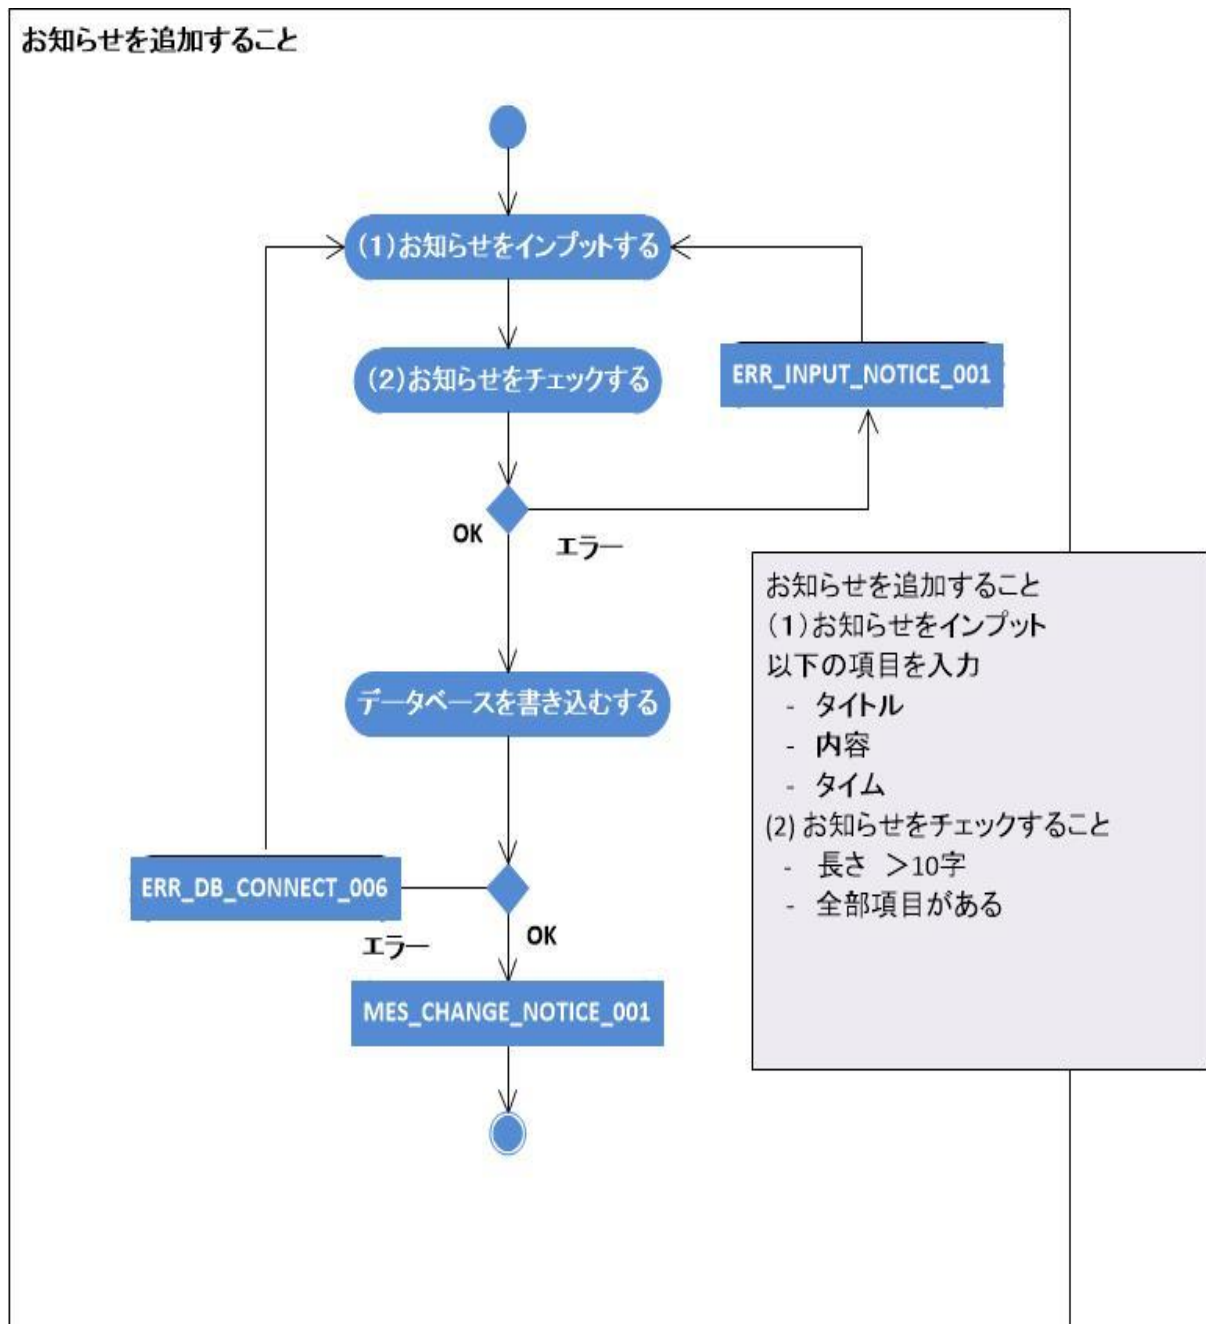 お知らせを追加すること
(1)お知らせをインプットする
(2)お知らせをチェックする
ERR_INPUT_NOTICE_001
OK
エラー
データベースを書き込むする
ERR_DB_CONNECT_006
エラー
OK
MES_CHANGE_NOTICE_001
お知らせを追加すること
(1)お知らせをインプット
以下の項目を入力
- タイトル
- 内容
- タイム
(2) お知らせをチェックすること
- 長さ ＞10字
- 全部項目がある